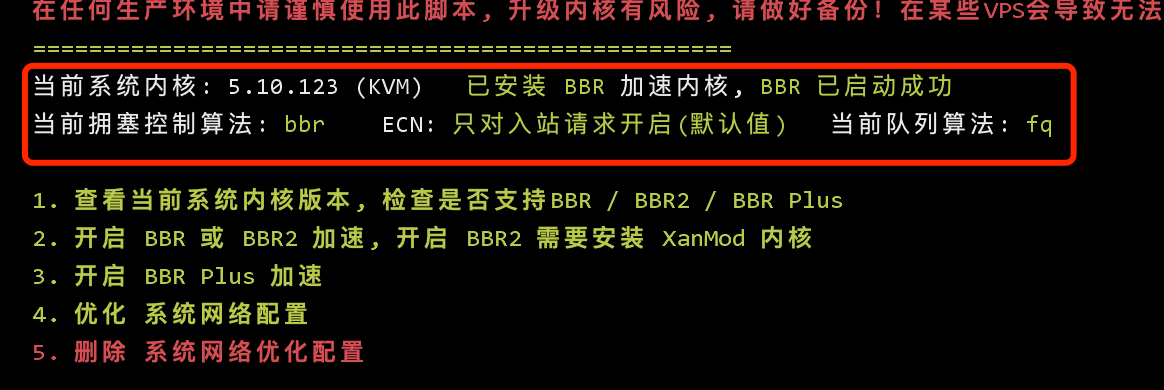 在任何生产环境中请谨慎使用此脚本, 升级内核有风险, 请做好备份! 在某些VPS会导致无法
==================================================
当前系统内核: 5.10.123 (KVM)   已安装 BBR 加速内核, BBR 已启动成功
当前拥塞控制算法: bbr    ECN: 只对入站请求开启(默认值)   当前队列算法: fq
1. 查看当前系统内核版本, 检查是否支持BBR / BBR2 / BBR Plus
2. 开启 BBR 或 BBR2 加速, 开启 BBR2 需要安装 XanMod 内核
3. 开启 BBR Plus 加速
4. 优化 系统网络配置
5. 删除 系统网络优化配置